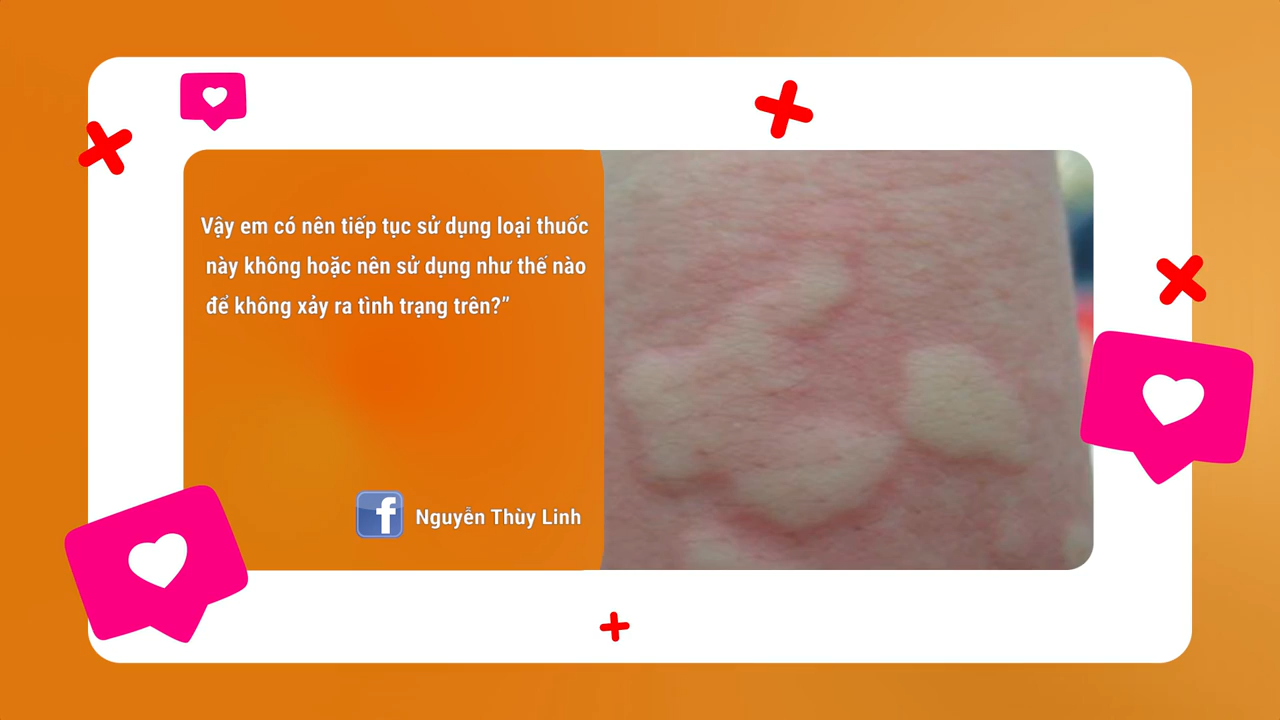 Vậy em có nên tiếp tục sử dụng loại thuốc
này không hoặc nên sử dụng như thế nào
để không xảy ra tình trạng trên?”
f Nguyễn Thùy Linh